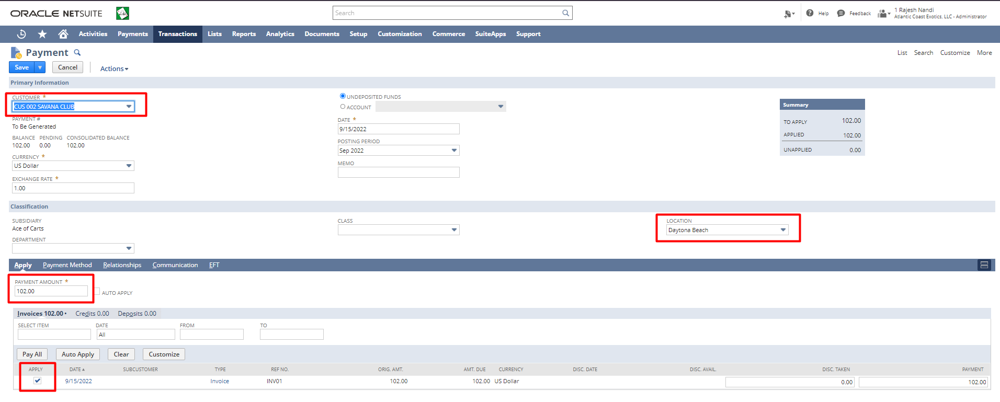 ORACLE NETSUITE
Search
Help
Feedback
1 Rajesh Nandi
Atlantic Coast Exotics, LLC - Administrator
Activities Payments Transactions Lists Reports Analytics Documents Setup Customization Commerce SuiteApps Support
Payment
List Search Customize More
Save Cancel Actions
Primary Information
CUSTOMER *
CUS 002 SAVANA CLUB
PAYMENT #
To Be Generated
BALANCE PENDING CONSOLIDATED BALANCE
102.00 0.00 102.00
CURRENCY *
US Dollar
EXCHANGE RATE *
1.00
UNDEPOSITED FUNDS
ACCOUNT
DATE *
9/15/2022
POSTING PERIOD
Sep 2022
MEMO
Summary
TO APPLY 102.00
APPLIED 102.00
UNAPPLIED 0.00
Classification
SUBSIDIARY
Ace of Carts
DEPARTMENT
CLASS
LOCATION
Daytona Beach
Apply Payment Method Relationships Communication EFT
PAYMENT AMOUNT *
102.00
AUTO APPLY
Invoices 102.00 • Credits 0.00 Deposits 0.00
SELECT ITEM DATE FROM TO
All
Pay All Auto Apply Clear Customize
APPLY DATE SUBCUSTOMER TYPE REF NO. ORIG. AMT. AMT. DUE CURRENCY DISC. DATE DISC. AVAIL. DISC. TAKEN PAYMENT
9/15/2022 Invoice INV01 102.00 102.00 US Dollar 0.00 102.00